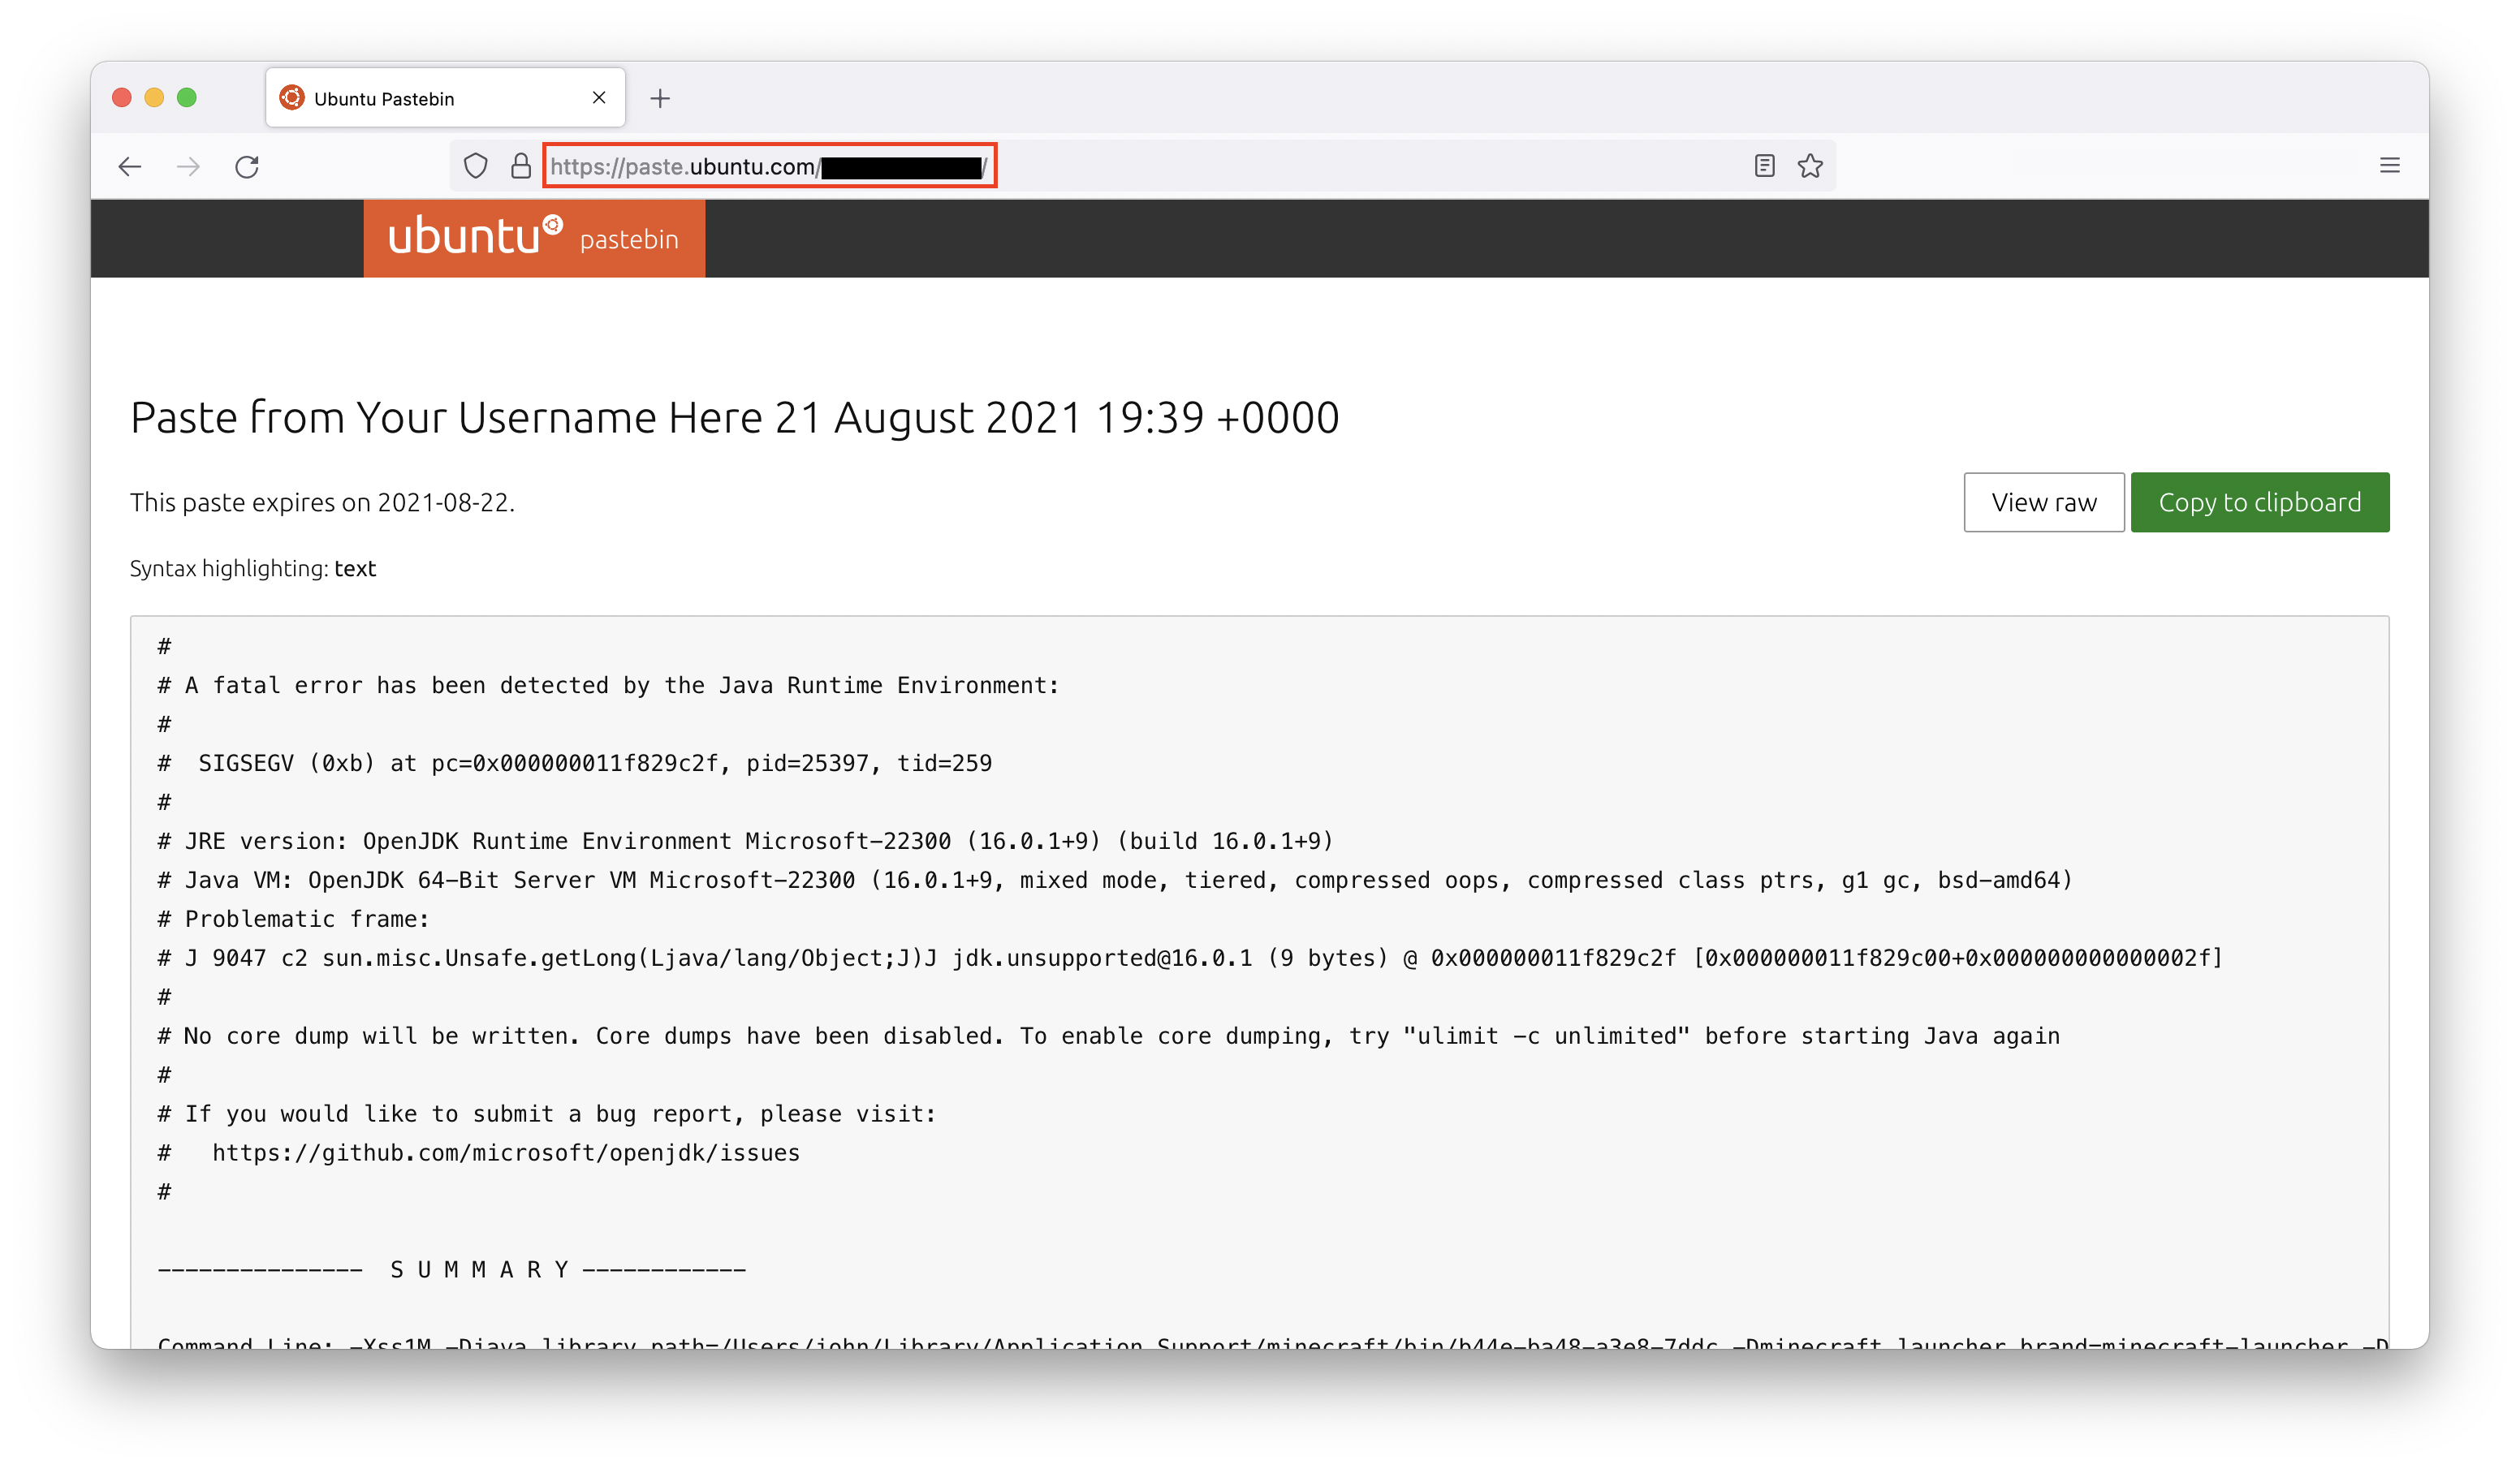 Ubuntu Pastebin
https://paste.ubuntu.com/ /
ubuntu pastebin
Paste from Your Username Here 21 August 2021 19:39 +0000
This paste expires on 2021-08-22.
View raw
Copy to clipboard
Syntax highlighting: text
#
# A fatal error has been detected by the Java Runtime Environment:
#
#  SIGSEGV (0xb) at pc=0x000000011f829c2f, pid=25397, tid=259
#
# JRE version: OpenJDK Runtime Environment Microsoft-22300 (16.0.1+9) (build 16.0.1+9)
# Java VM: OpenJDK 64-Bit Server VM Microsoft-22300 (16.0.1+9, mixed mode, tiered, compressed oops, compressed class ptrs, g1 gc, bsd-amd64)
# Problematic frame:
# J 9047 c2 sun.misc.Unsafe.getLong(Ljava/lang/Object;J)J jdk.unsupported@16.0.1 (9 bytes) @ 0x000000011f829c2f [0x000000011f829c00+0x000000000000002f]
#
# No core dump will be written. Core dumps have been disabled. To enable core dumping, try "ulimit -c unlimited" before starting Java again
#
# If you would like to submit a bug report, please visit:
#   https://github.com/microsoft/openjdk/issues
#
---------------  S U M M A R Y ------------
Command Line: -Xss1M -Djava.library.path=/Users/john/Library/Application Support/minecraft/bin/b44e-ba48-a3e8-7ddc -Dminecraft.launcher.brand=minecraft-launcher -D